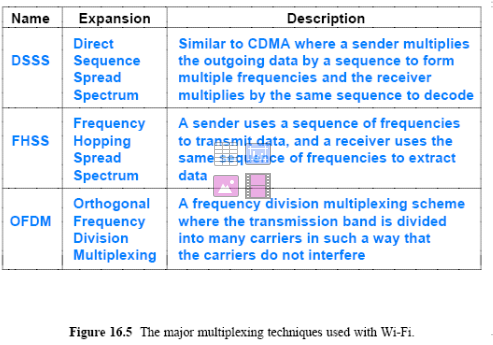 Name Expansion Description
DSSS
Direct
Sequence
Spread
Spectrum
Similar to CDMA where a sender multiplies
the outgoing data by a sequence to form
multiple frequencies and the receiver
multiplies by the same sequence to decode
FHSS
Frequency
Hopping
Spread
Spectrum
A sender uses a sequence of frequencies
to transmit data, and a receiver uses the
same sequence of frequencies to extract
data
OFDM
Orthogonal
Frequency
Division
Multiplexing
A frequency division multiplexing scheme
where the transmission band is divided
into many carriers in such a way that
the carriers do not interfere
Figure 16.5 The major multiplexing techniques used with Wi-Fi.